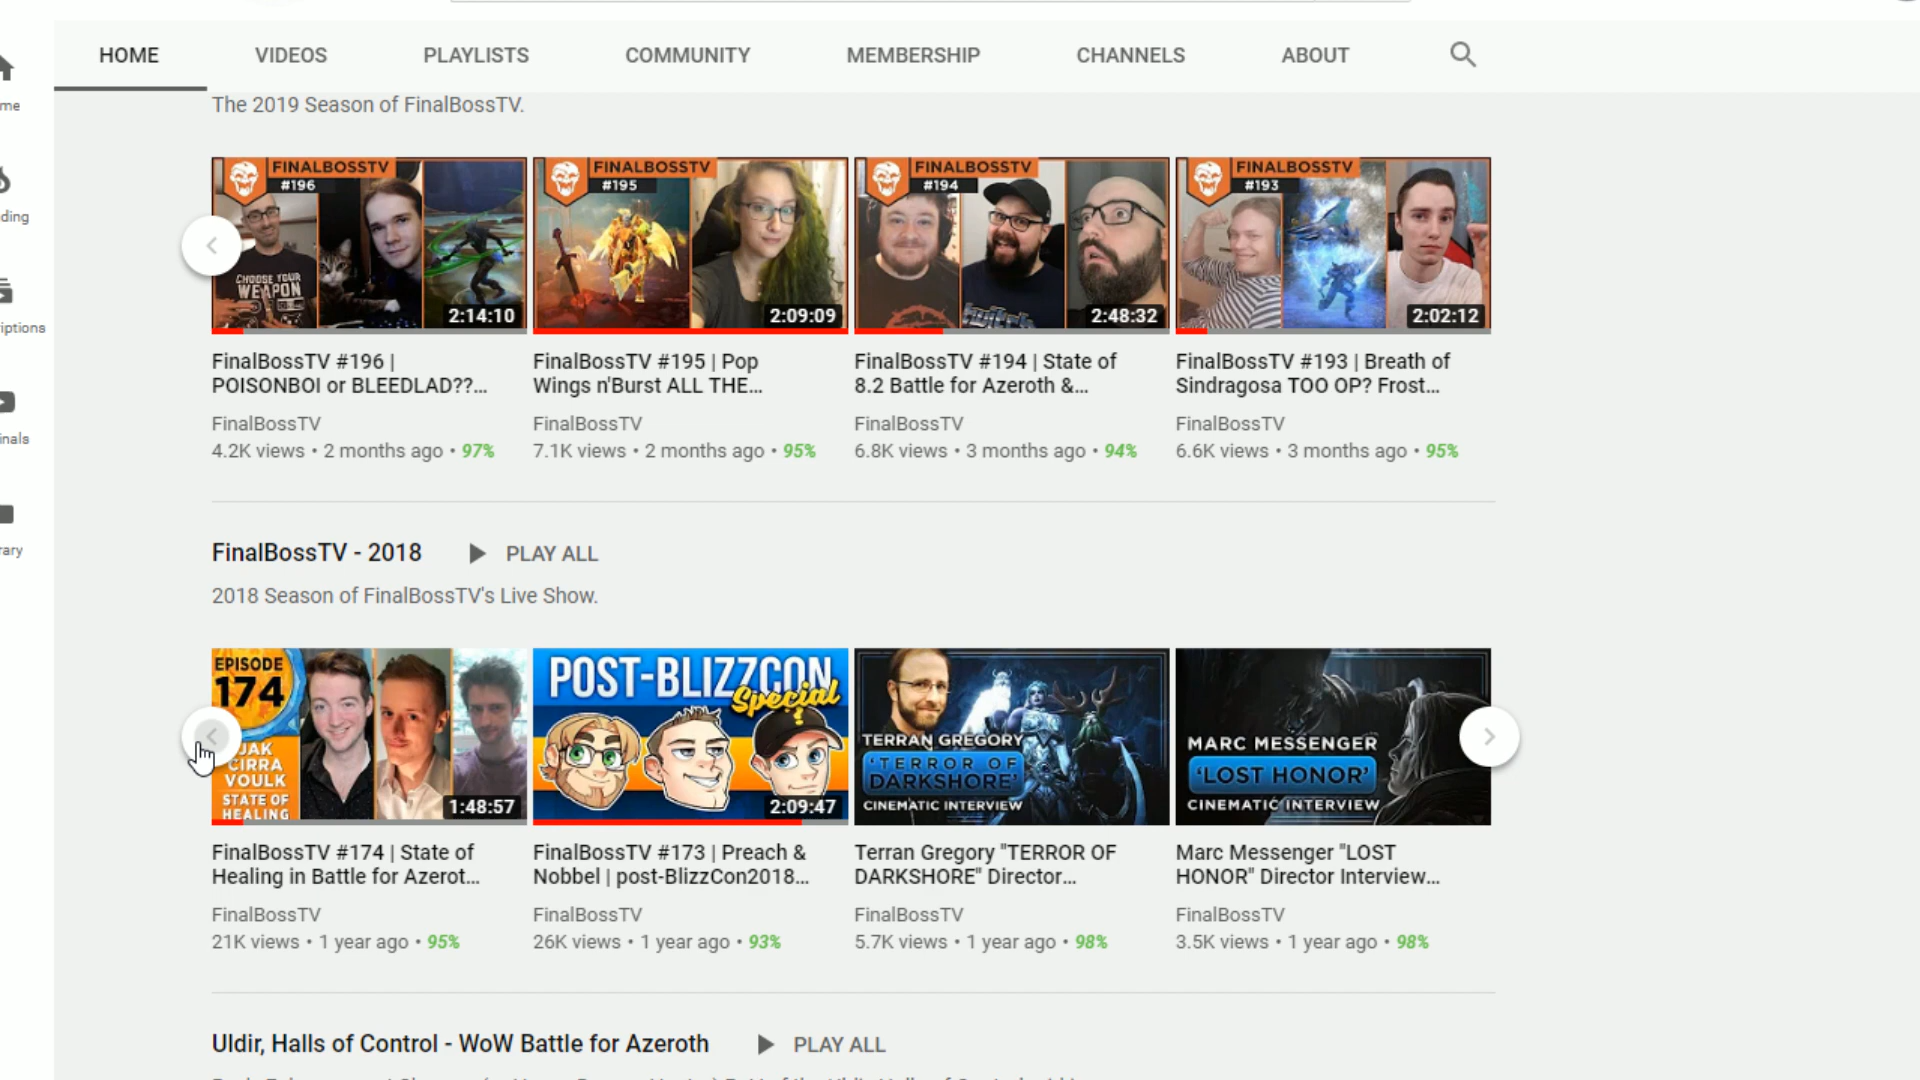 HOME VIDEOS PLAYLISTS COMMUNITY MEMBERSHIP CHANNELS ABOUT
me
ding
iptions
inals
rary
The 2019 Season of FinalBossTV.
FINALBOSSTV
#196
CHOOSE YOUR
WEAPON
2:14:10
FINALBOSSTV
#195
2:09:09
FINALBOSSTV
#194
twitch
2:48:32
FINALBOSSTV
#193
2:02:12
FinalBossTV #196 |
POISONBOI or BLEEDLAD??...
FinalBossTV
4.2K views • 2 months ago • 97%
FinalBossTV #195 | Pop
Wings n'Burst ALL THE...
FinalBossTV
7.1K views • 2 months ago • 95%
FinalBossTV #194 | State of
8.2 Battle for Azeroth &...
FinalBossTV
6.8K views • 3 months ago • 94%
FinalBossTV #193 | Breath of
Sindragosa TOO OP? Frost...
FinalBossTV
6.6K views • 3 months ago • 95%
FinalBossTV - 2018 PLAY ALL
2018 Season of FinalBossTV's Live Show.
EPISODE
174
JAK
CIRRA
VOULK
STATE OF
HEALING
1:48:57
POST-BLIZZCON
Special
2:09:47
TERRAN GREGORY
'TERROR OF
DARKSHORE'
CINEMATIC INTERVIEW
MARC MESSENGER
'LOST HONOR'
CINEMATIC INTERVIEW
FinalBossTV #174 | State of
Healing in Battle for Azerot...
FinalBossTV
21K views • 1 year ago • 95%
FinalBossTV #173 | Preach &
Nobbel | post-BlizzCon2018...
FinalBossTV
26K views • 1 year ago • 93%
Terran Gregory "TERROR OF
DARKSHORE" Director...
FinalBossTV
5.7K views • 1 year ago • 98%
Marc Messenger "LOST
HONOR" Director Interview...
FinalBossTV
3.5K views • 1 year ago • 98%
Uldir, Halls of Control - WoW Battle for Azeroth PLAY ALL